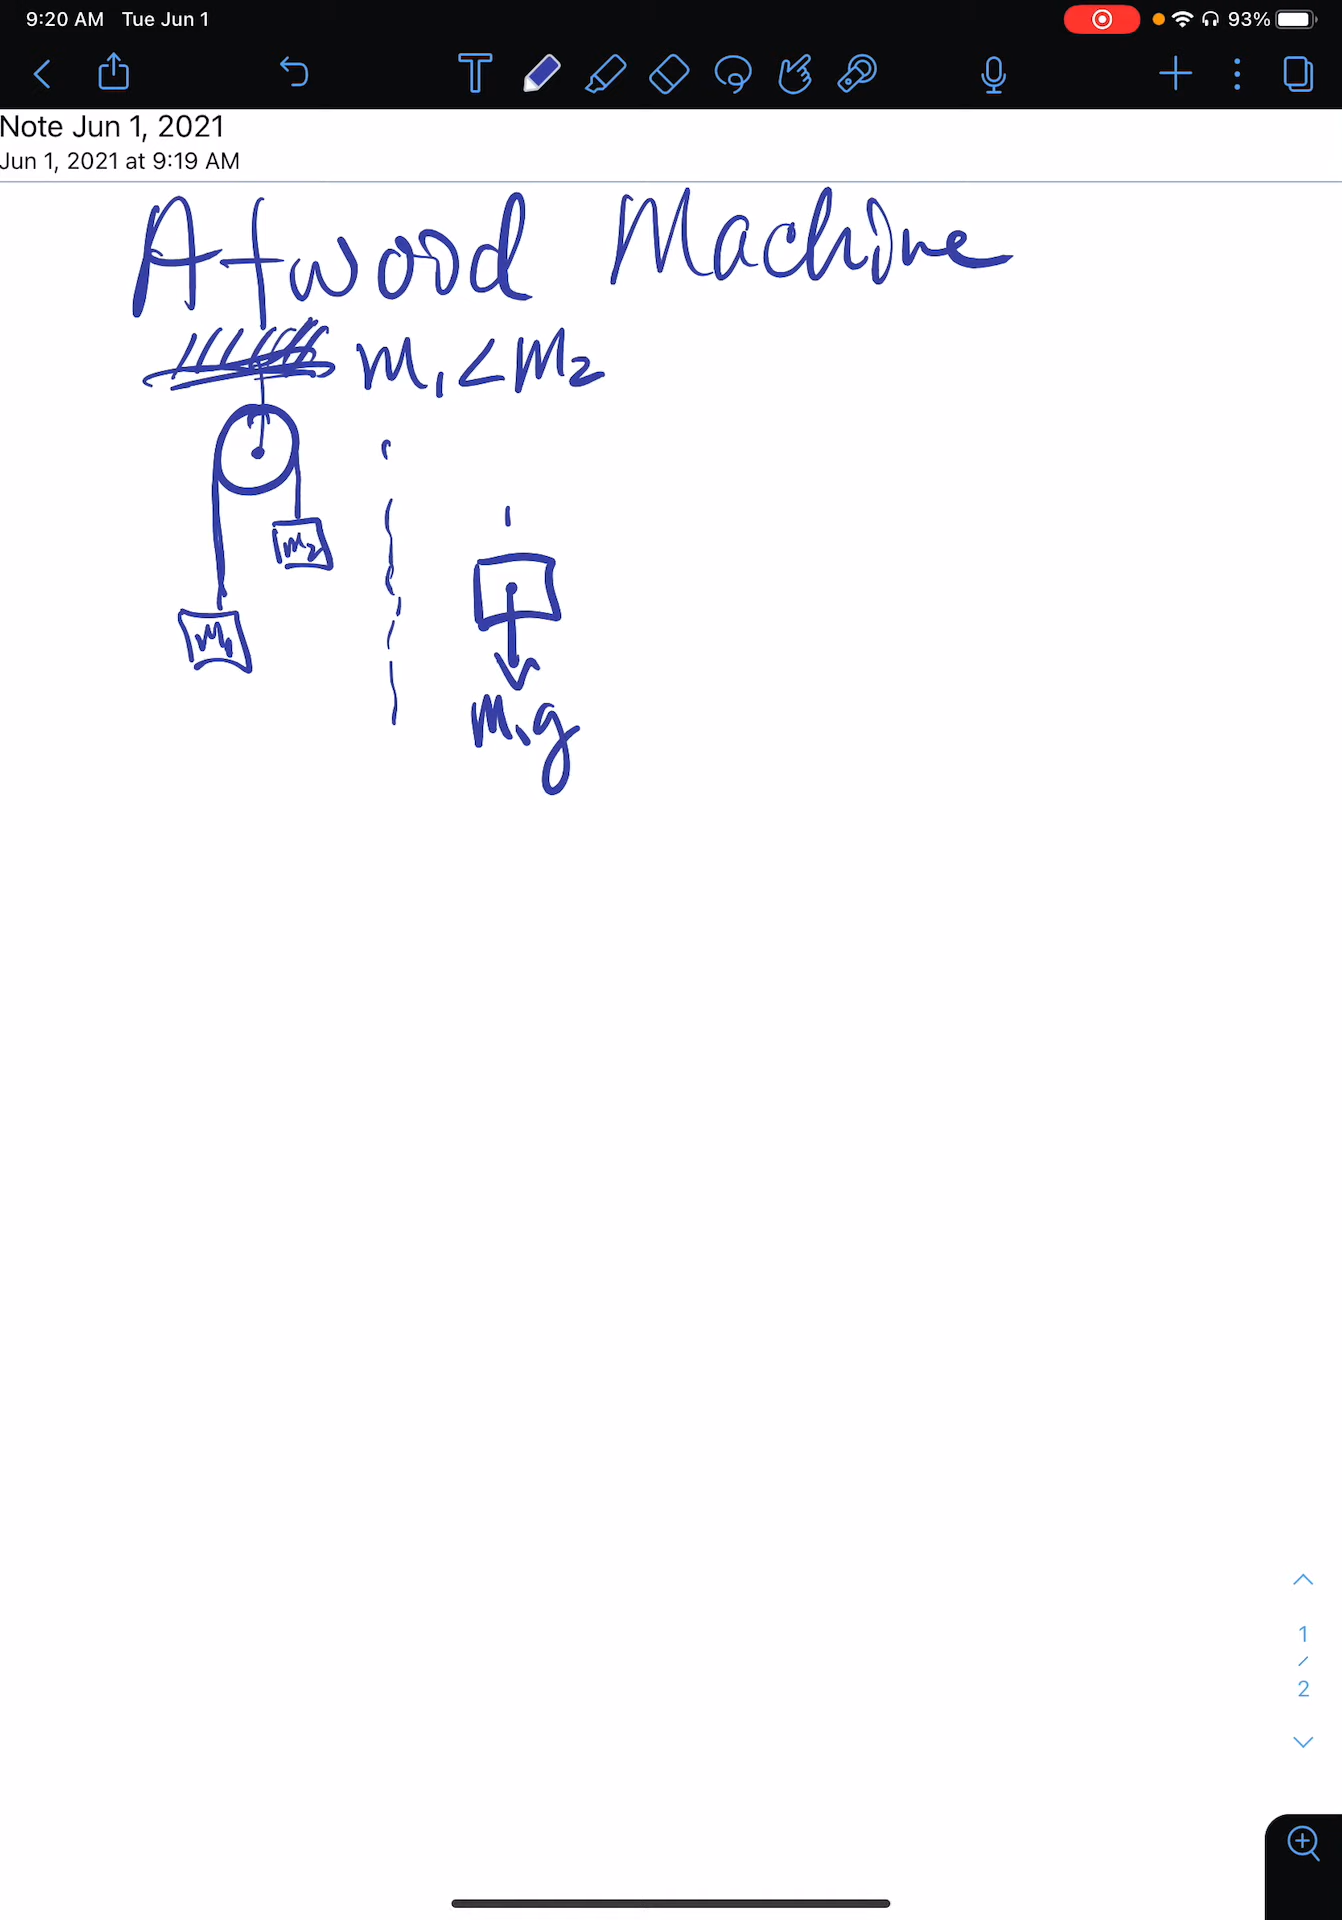 9:20 AM Tue Jun 1 93%
T
Note Jun 1, 2021
Jun 1, 2021 at 9:19 AM
Atwood Machine
m₁ < m₂
m₂
m₁
m₁g
1
/
2